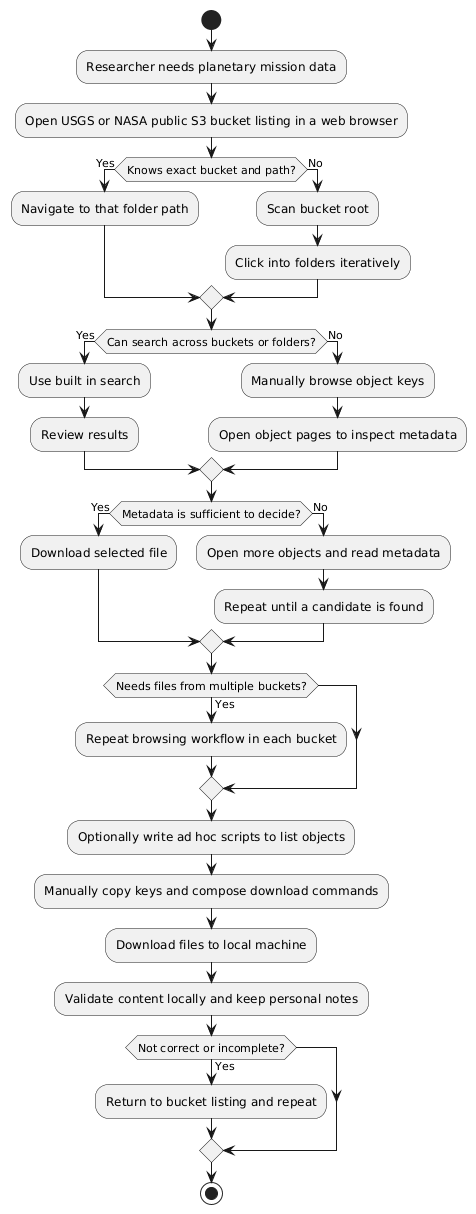 Researcher needs planetary mission data
Open USGS or NASA public S3 bucket listing in a web browser
Yes
Knows exact bucket and path?
No
Navigate to that folder path
Scan bucket root
Click into folders iteratively
Yes
Can search across buckets or folders?
No
Use built in search
Manually browse object keys
Review results
Open object pages to inspect metadata
Yes
Metadata is sufficient to decide?
No
Download selected file
Open more objects and read metadata
Repeat until a candidate is found
Needs files from multiple buckets?
Yes
Repeat browsing workflow in each bucket
Optionally write ad hoc scripts to list objects
Manually copy keys and compose download commands
Download files to local machine
Validate content locally and keep personal notes
Not correct or incomplete?
Yes
Return to bucket listing and repeat